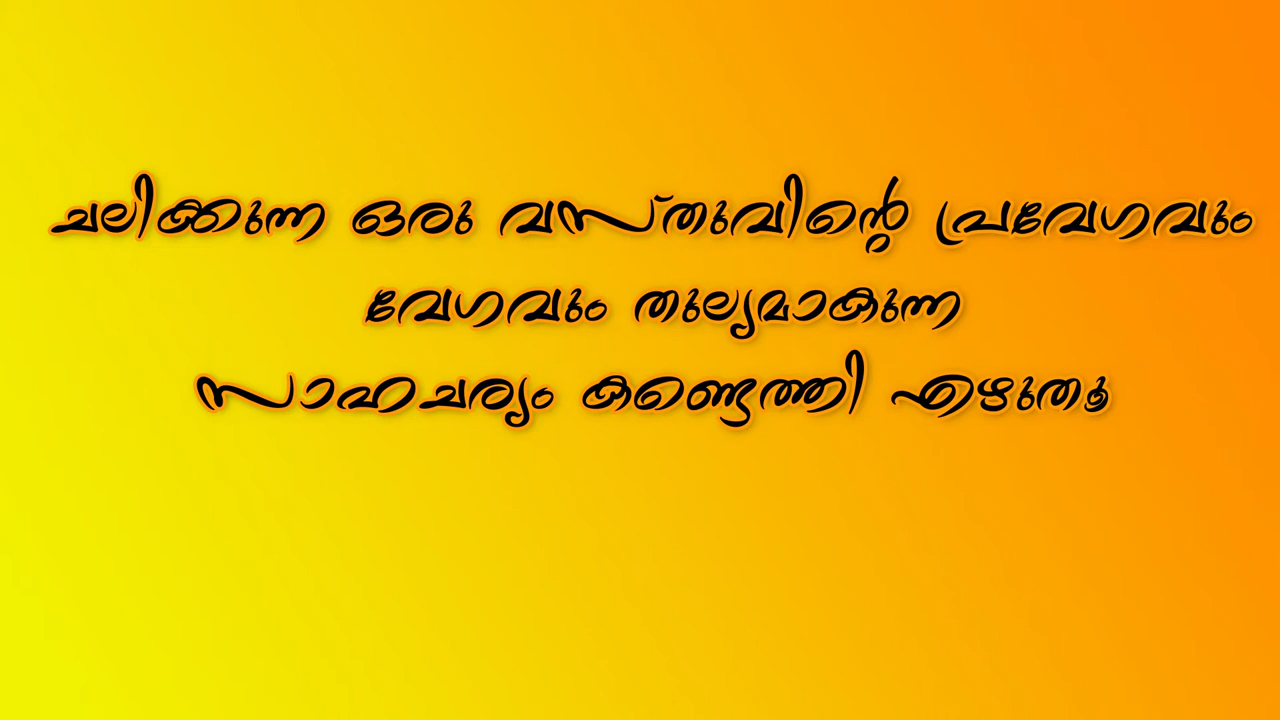 ചലിക്കുന്ന ഒരു വസ്തുവിന്റെ പ്രവേഗവും
വേഗവും തുല്യമാകുന്ന
സാഹചര്യം കണ്ടെത്തി എഴുതൂ